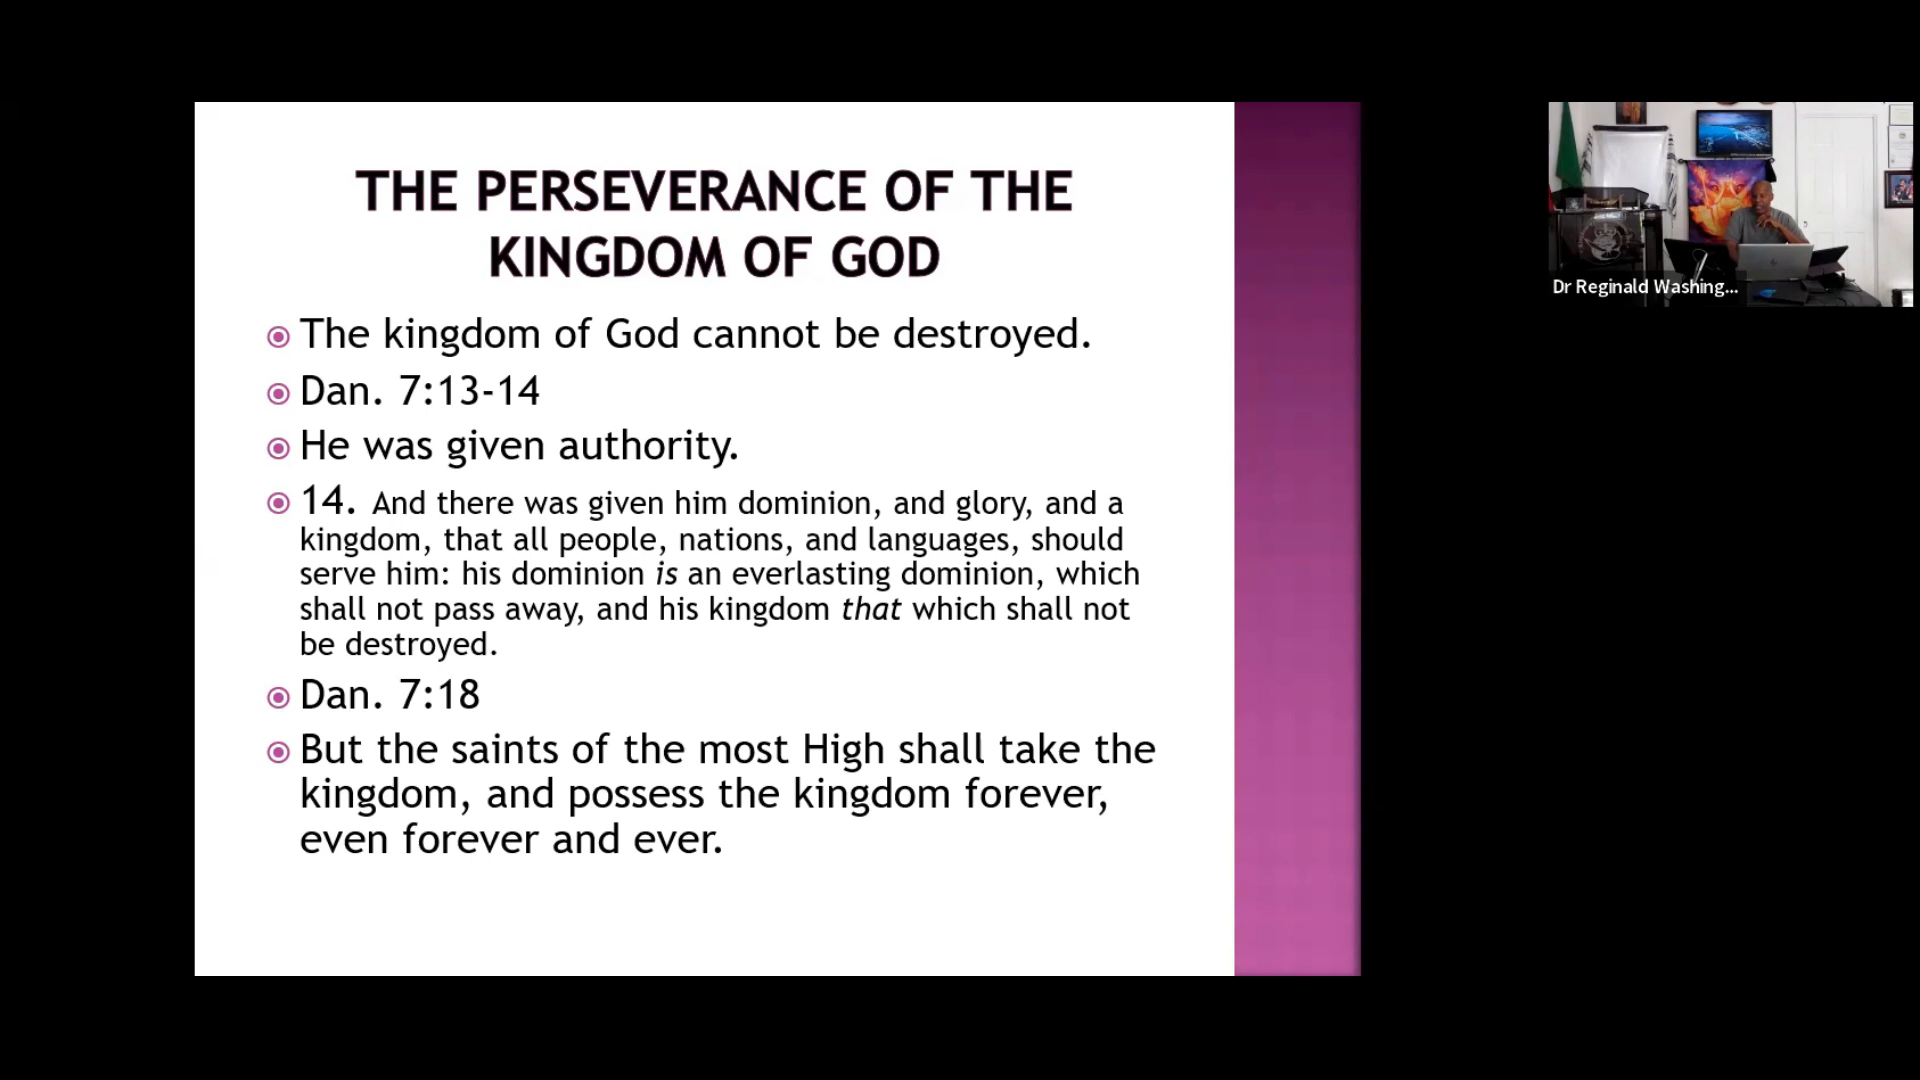 THE PERSEVERANCE OF THE
KINGDOM OF GOD
The kingdom of God cannot be destroyed.
Dan. 7:13-14
He was given authority.
14. And there was given him dominion, and glory, and a
kingdom, that all people, nations, and languages, should
serve him: his dominion is an everlasting dominion, which
shall not pass away, and his kingdom that which shall not
be destroyed.
Dan. 7:18
But the saints of the most High shall take the
kingdom, and possess the kingdom forever,
even forever and ever.
Dr Reginald Washing...